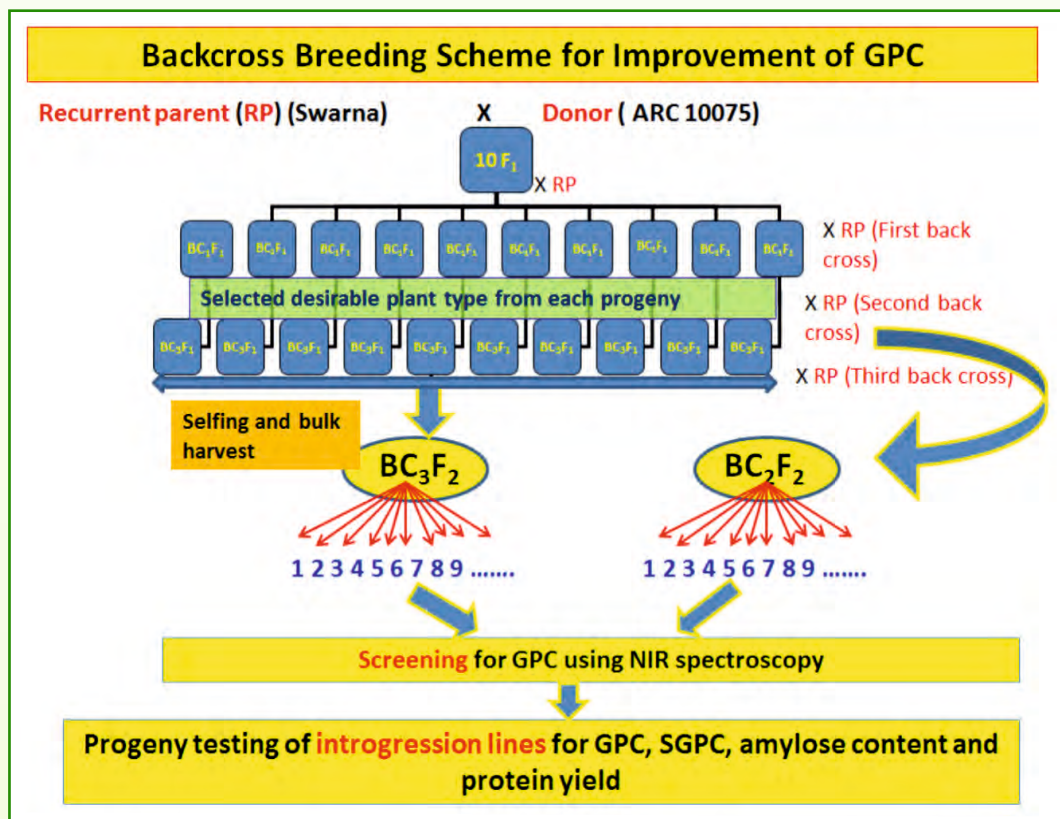 Backcross Breeding Scheme for Improvement of GPC
Recurrent parent (RP) (Swarna) X Donor ( ARC 10075)
10 F₁
X RP
BC₁F₁ BC₁F₁ BC₁F₁ BC₁F₁ BC₁F₁ BC₁F₁ BC₁F₁ BC₁F₁ BC₁F₁ BC₁F₁
X RP (First back
cross)
Selected desirable plant type from each progeny
X RP (Second back
cross)
BC₃F₁ BC₃F₁ BC₃F₁ BC₃F₁ BC₃F₁ BC₃F₁ BC₃F₁ BC₃F₁ BC₃F₁ BC₃F₁
X RP (Third back cross)
Selfing and bulk
harvest
BC₃F₂ BC₂F₂
1 2 3 4 5 6 7 8 9 ....... 1 2 3 4 5 6 7 8 9 .......
Screening for GPC using NIR spectroscopy
Progeny testing of introgression lines for GPC, SGPC, amylose content and
protein yield